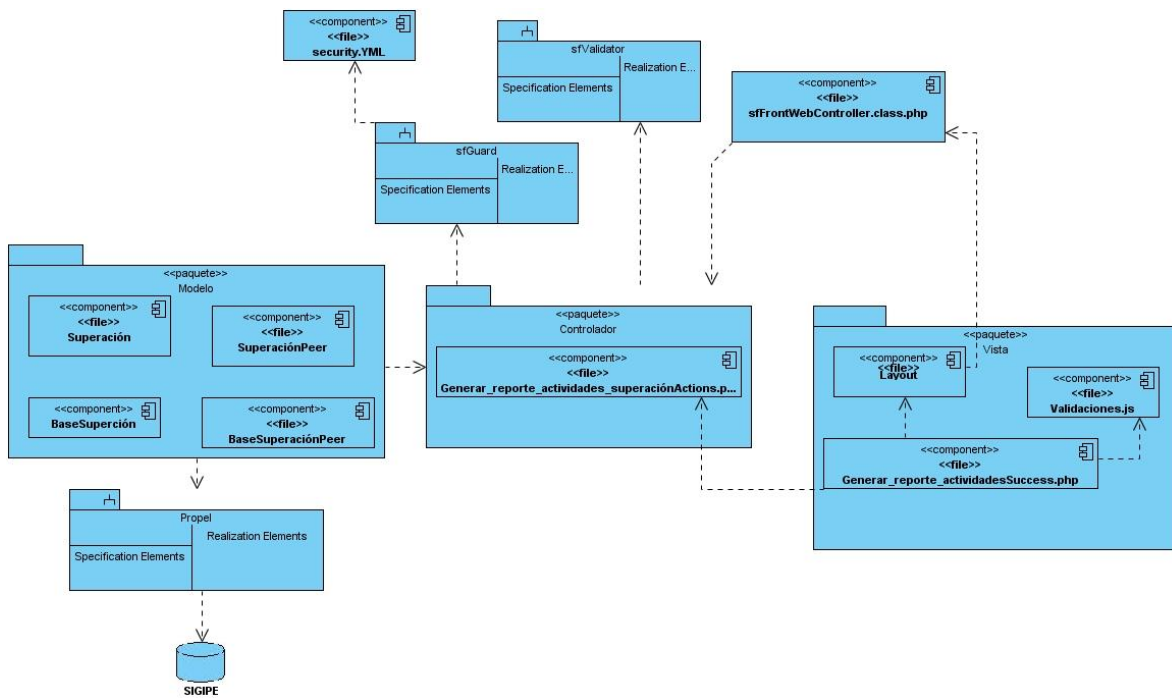 <<component>>
<<file>>
security.YML
sfValidator
Realization E...
Specification Elements
<<component>>
<<file>>
sfFrontWebController.class.php
sfGuard
Realization E...
Specification Elements
<<paquete>>
Modelo
<<component>>
<<file>>
Superación
<<component>>
<<file>>
SuperaciónPeer
<<component>>
BaseSuperción
<<component>>
<<file>>
BaseSuperaciónPeer
<<paquete>>
Controlador
<<component>>
<<file>>
Generar_reporte_actividades_superaciónActions.p...
<<paquete>>
Vista
<<component>>
<<file>>
Layout
<<component>>
<<file>>
Validaciones.js
<<component>>
<<file>>
Generar_reporte_actividadesSuccess.php
Propel
Realization Elements
Specification Elements
SIGIPE